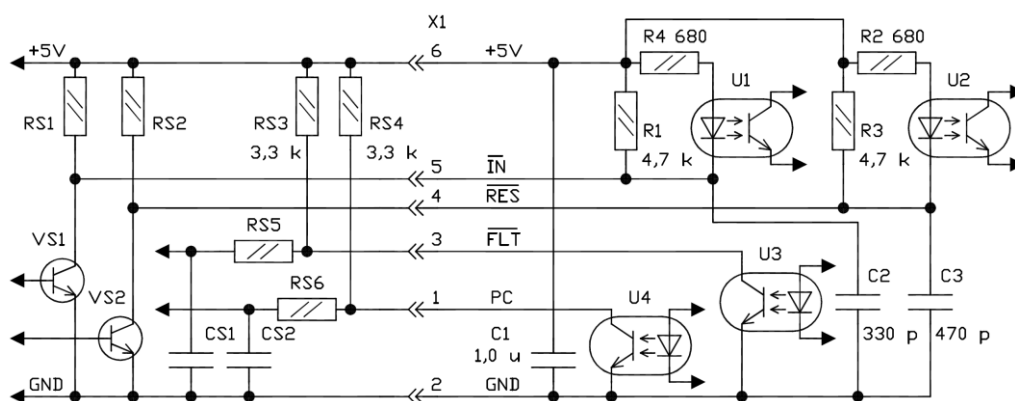 X1
R4 680
R2 680
+5V
6
+5V
U1
U2
RS1
RS2
RS3
3,3 k
RS4
3,3 k
R1
4,7 k
R3
4,7 k
5
IN
4
RES
VS1
RS5
3
FLT
U3
VS2
RS6
1
PC
U4
C2
330 p
C3
470 p
CS1
CS2
C1
1,0 u
GND
2
GND